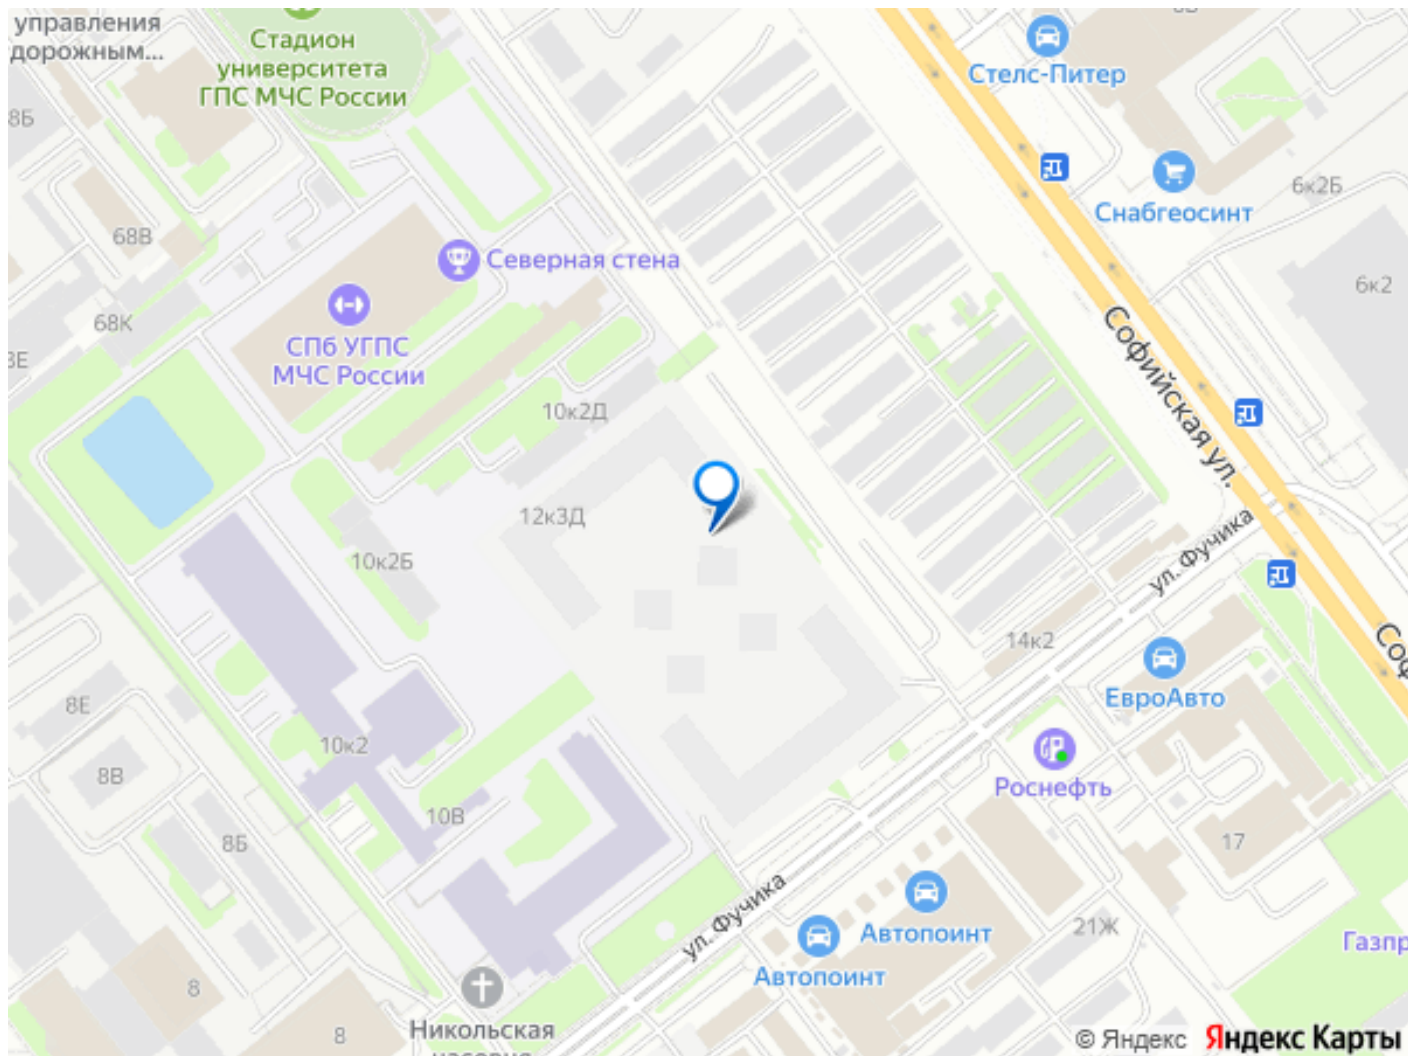 управления
дорожным...
Стадион
университета
ГПС МЧС России
8Б
68В
68К
Северная стена
СПб УГПС
МЧС России
Стелс-Питер
Снабгеосинт
6к2Б
6к2
Софийская ул.
10к2Д
12к3Д
10к2Б
ул. Фучика
14к2
ЕвроАвто
Роснефть
8Е
8В
8Б
10к2
10В
17
21Ж
ул. Фучика
Автопоинт
Автопоинт
Газпр
8
8
Никольская
© Яндекс Яндекс Карты